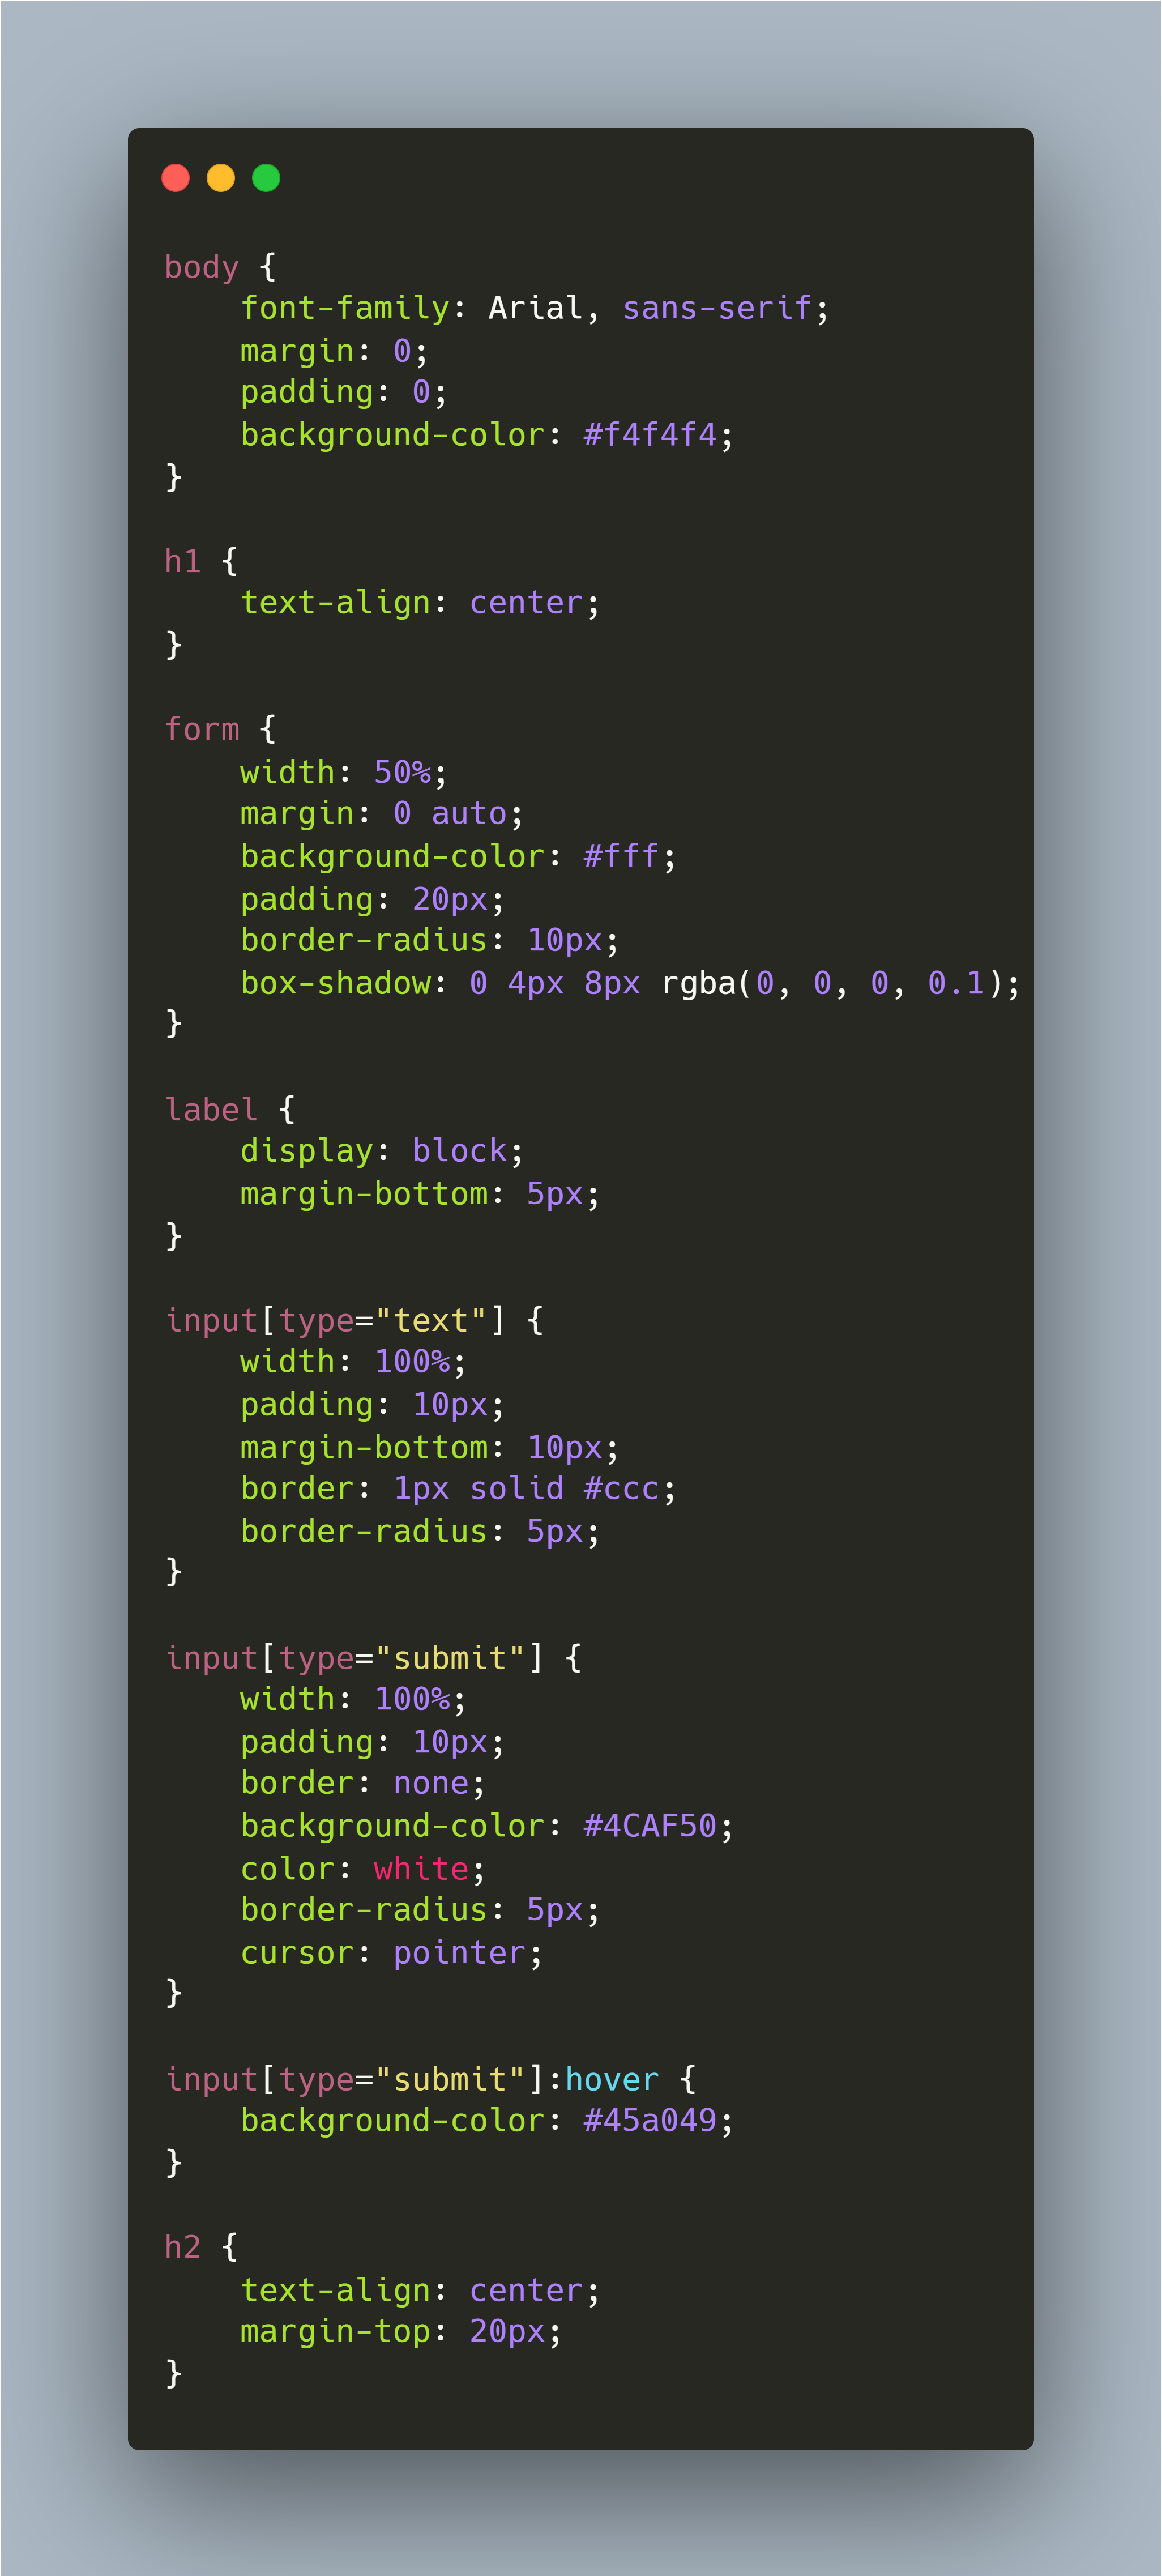 body {
    font-family: Arial, sans-serif;
    margin: 0;
    padding: 0;
    background-color: #f4f4f4;
}

h1 {
    text-align: center;
}

form {
    width: 50%;
    margin: 0 auto;
    background-color: #fff;
    padding: 20px;
    border-radius: 10px;
    box-shadow: 0 4px 8px rgba(0, 0, 0, 0.1);
}

label {
    display: block;
    margin-bottom: 5px;
}

input[type="text"] {
    width: 100%;
    padding: 10px;
    margin-bottom: 10px;
    border: 1px solid #ccc;
    border-radius: 5px;
}

input[type="submit"] {
    width: 100%;
    padding: 10px;
    border: none;
    background-color: #4CAF50;
    color: white;
    border-radius: 5px;
    cursor: pointer;
}

input[type="submit"]:hover {
    background-color: #45a049;
}

h2 {
    text-align: center;
    margin-top: 20px;
}